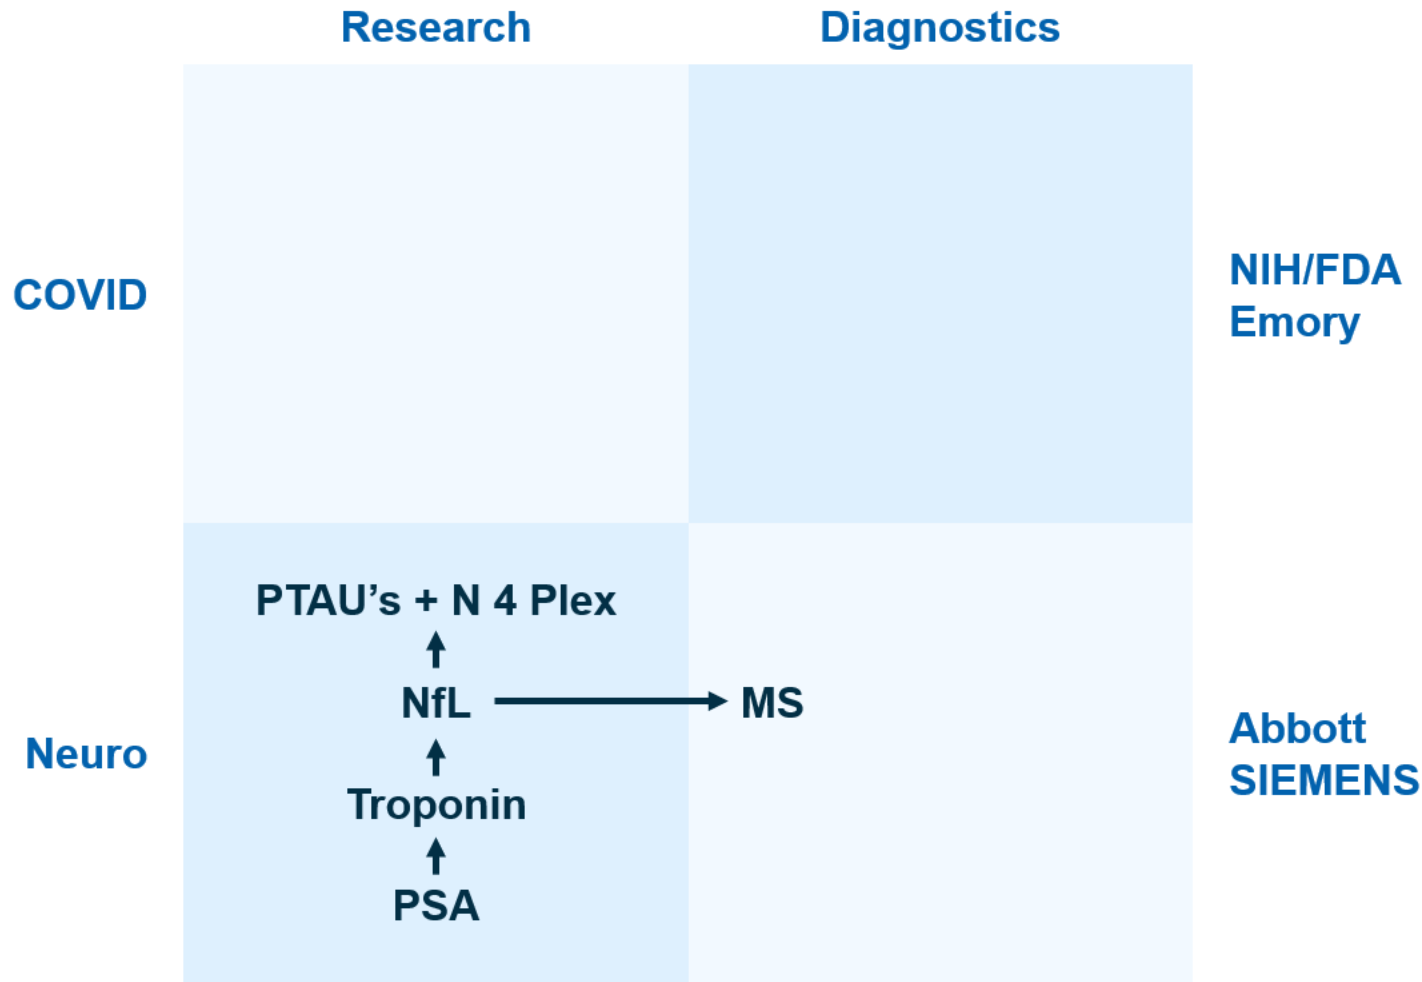 Research
Diagnostics
COVID
NIH/FDA
Emory
PTAU’s + N 4 Plex
NfL
MS
Neuro
Abbott
SIEMENS
Troponin
PSA